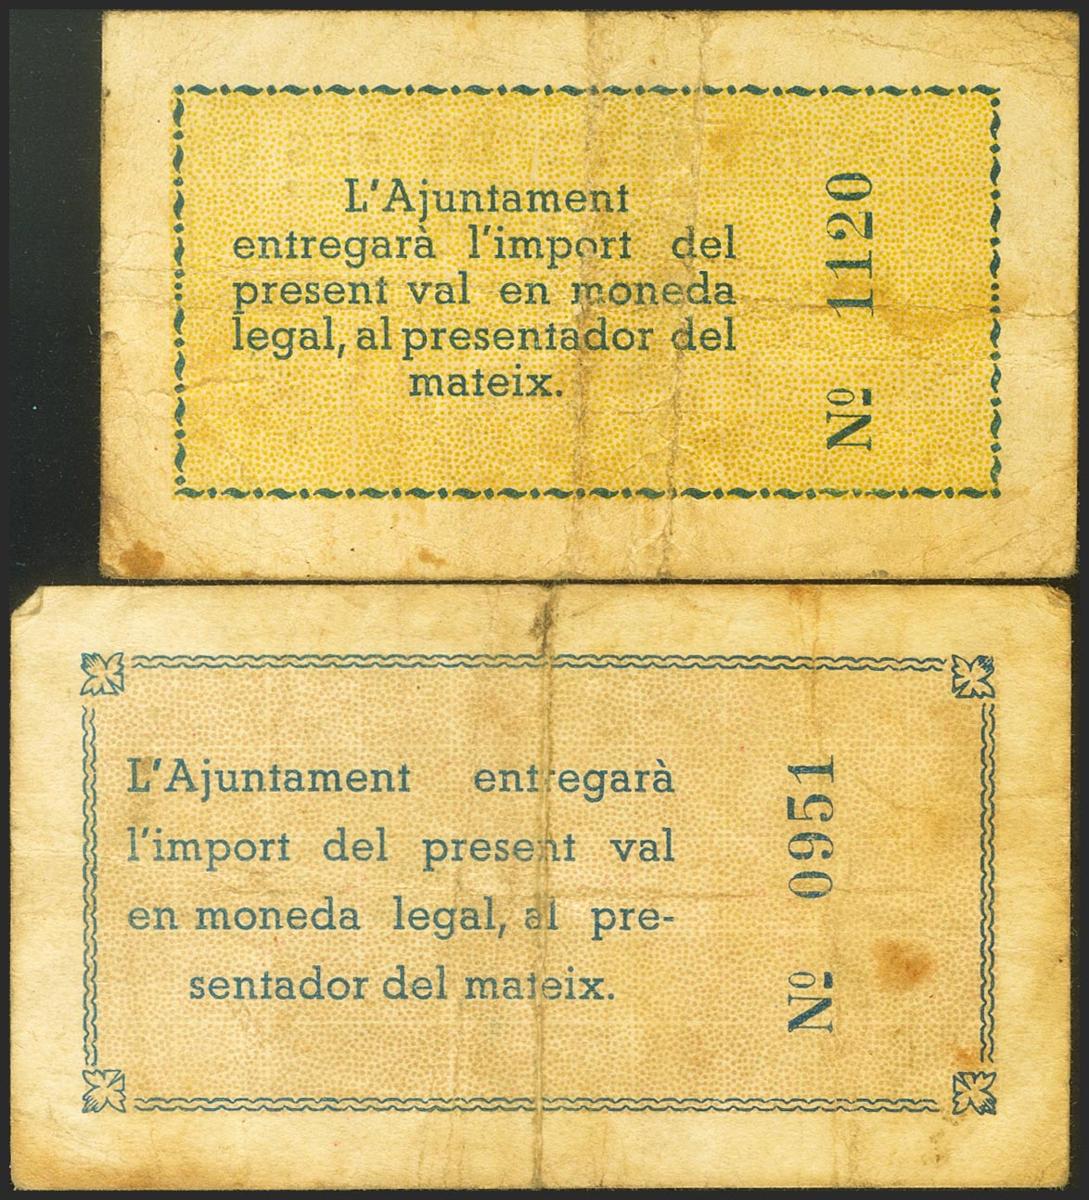 L'Ajuntament
entregarà l'import del
present val en moneda
legal, al presentador del
mateix.
Nº 1120
L'Ajuntament entregarà
l'import del present val
en moneda legal, al pre-
sentador del mateix.
Nº 0951